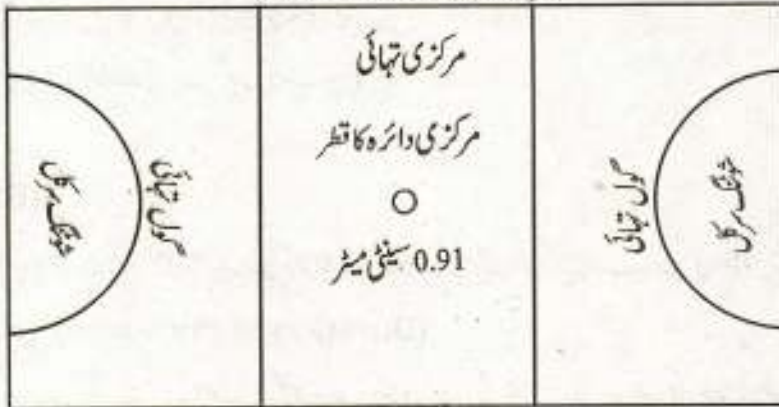 مرکزی تہائی
مرکزی دائرہ کا قطر
0.91 سینٹی میٹر
گول تہائی
شوٹنگ سرکل
گول تہائی
شوٹنگ سرکل